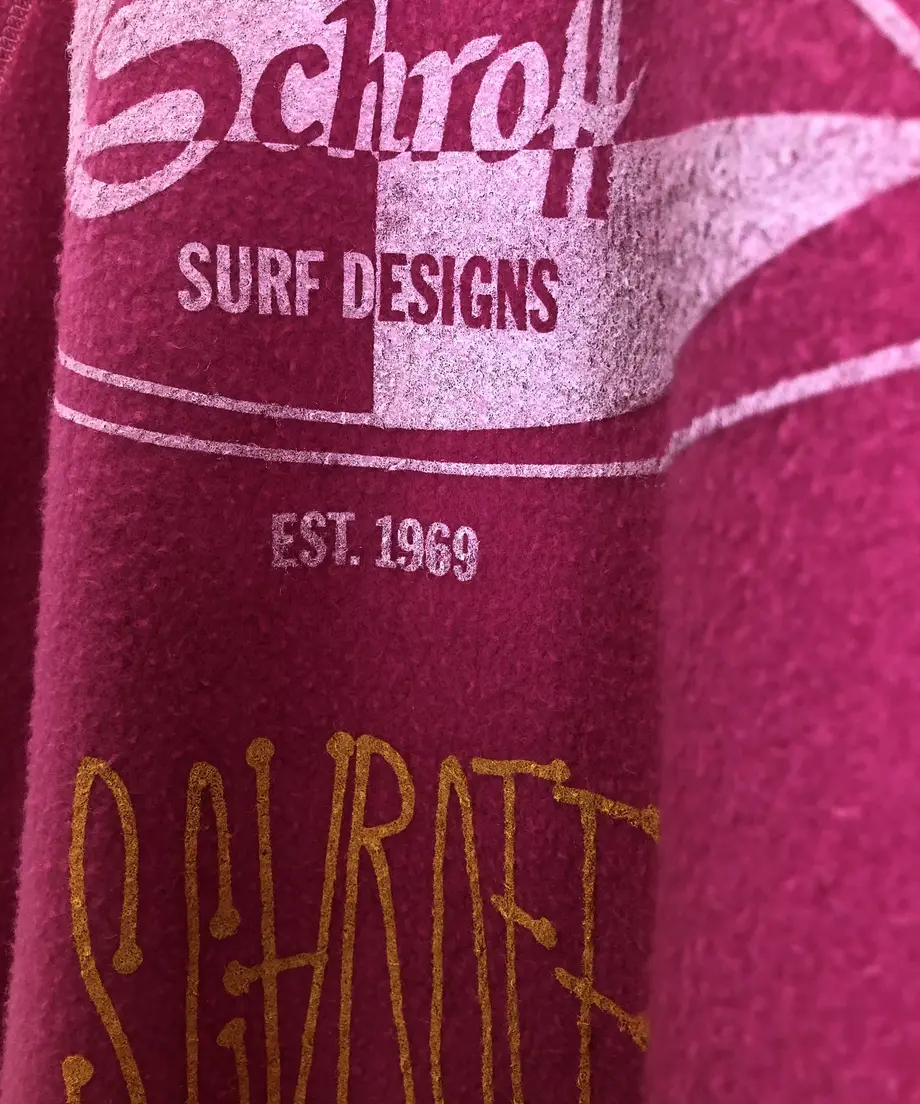 Schroff
SURF DESIGNS
EST. 1969
SCHROFF